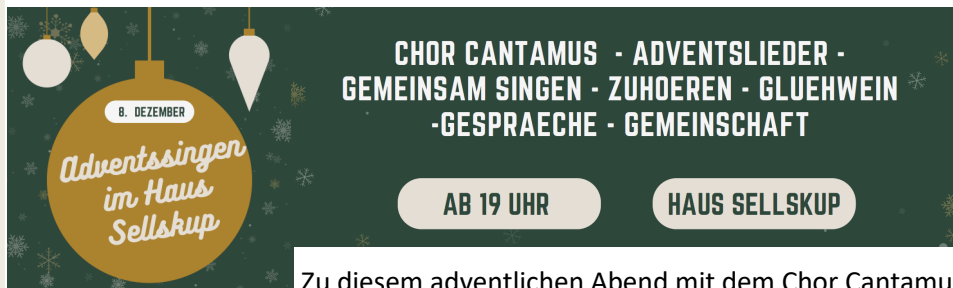 8. DEZEMBER
Adventssingen
im Haus
Sellskup
CHOR CANTAMUS - ADVENTSLIEDER -
GEMEINSAM SINGEN - ZUHOEREN - GLUEHWEIN
-GESPRAECHE - GEMEINSCHAFT
AB 19 UHR
HAUS SELLSKUP
Zu diesem adventlichen Abend mit dem Chor Cantamu